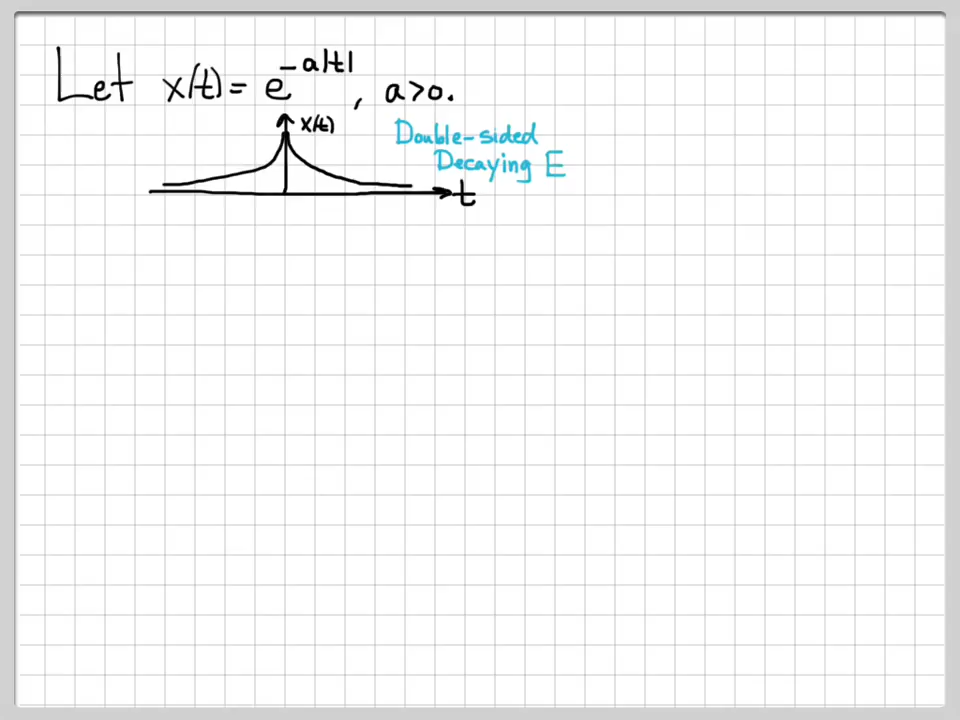 Let x(t) = e^{-a|t|}, a>0.
x(t)
Double-sided
Decaying E
t